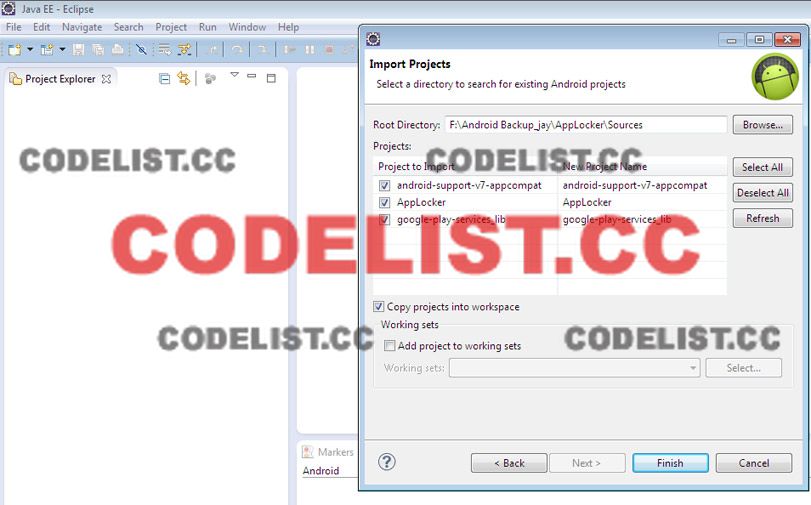 Java EE - Eclipse
File Edit Navigate Search Project Run Window Help
Project Explorer
Import Projects
Select a directory to search for existing Android projects
Root Directory: F:\Android Backup_jay\AppLocker\Sources Browse...
Projects:
Project to Import New Project Name Select All
android-support-v7-appcompat android-support-v7-appcompat
AppLocker AppLocker Deselect All
google-play-services_lib google-play-services_lib Refresh
CODELIST.CC CODELIST.CC
CODELIST.CC
Copy projects into workspace
Working sets
CODELIST.CC CODELIST.CC
Add project to working sets
Working sets: Select...
Markers
Android
? < Back Next > Finish Cancel